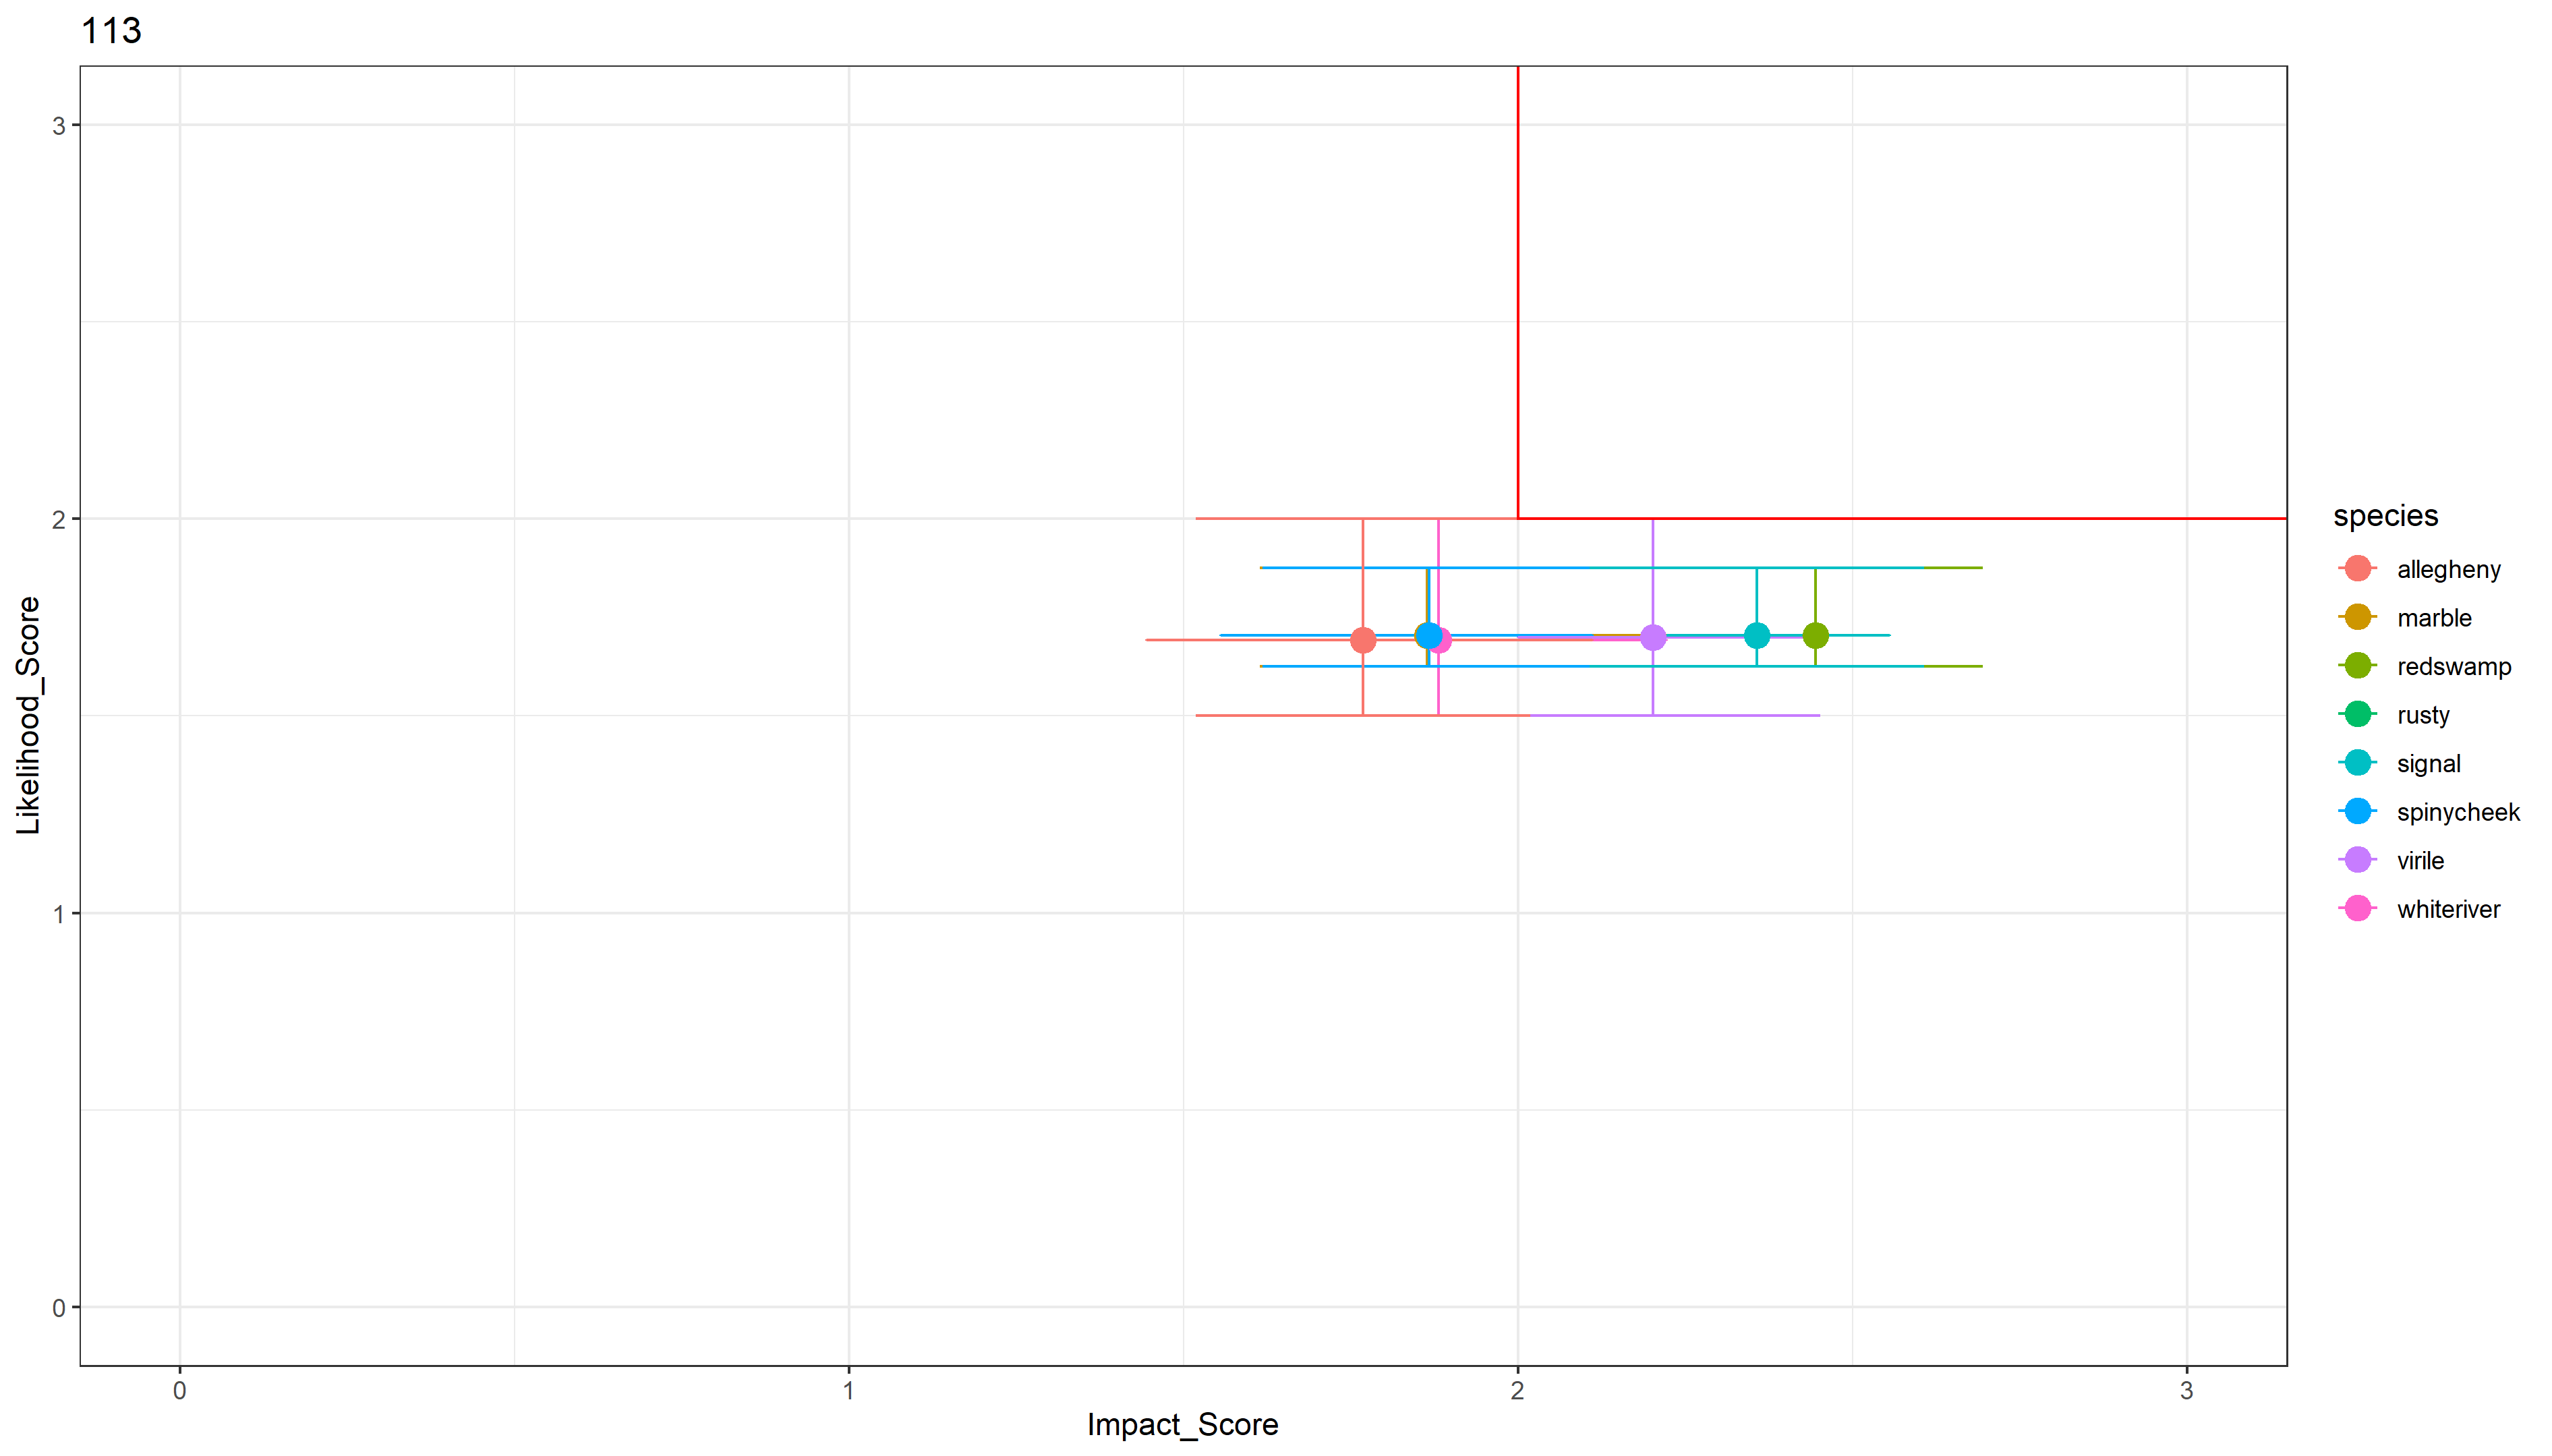 113
3
2
1
0
Likelihood_Score
0 1 2 3
Impact_Score
species
allegheny
marble
redswamp
rusty
signal
spinycheek
virile
whiteriver